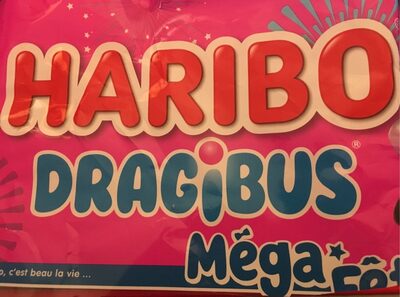 HARIBO
DRAGIBUS®
Méga
c'est beau la vie ...